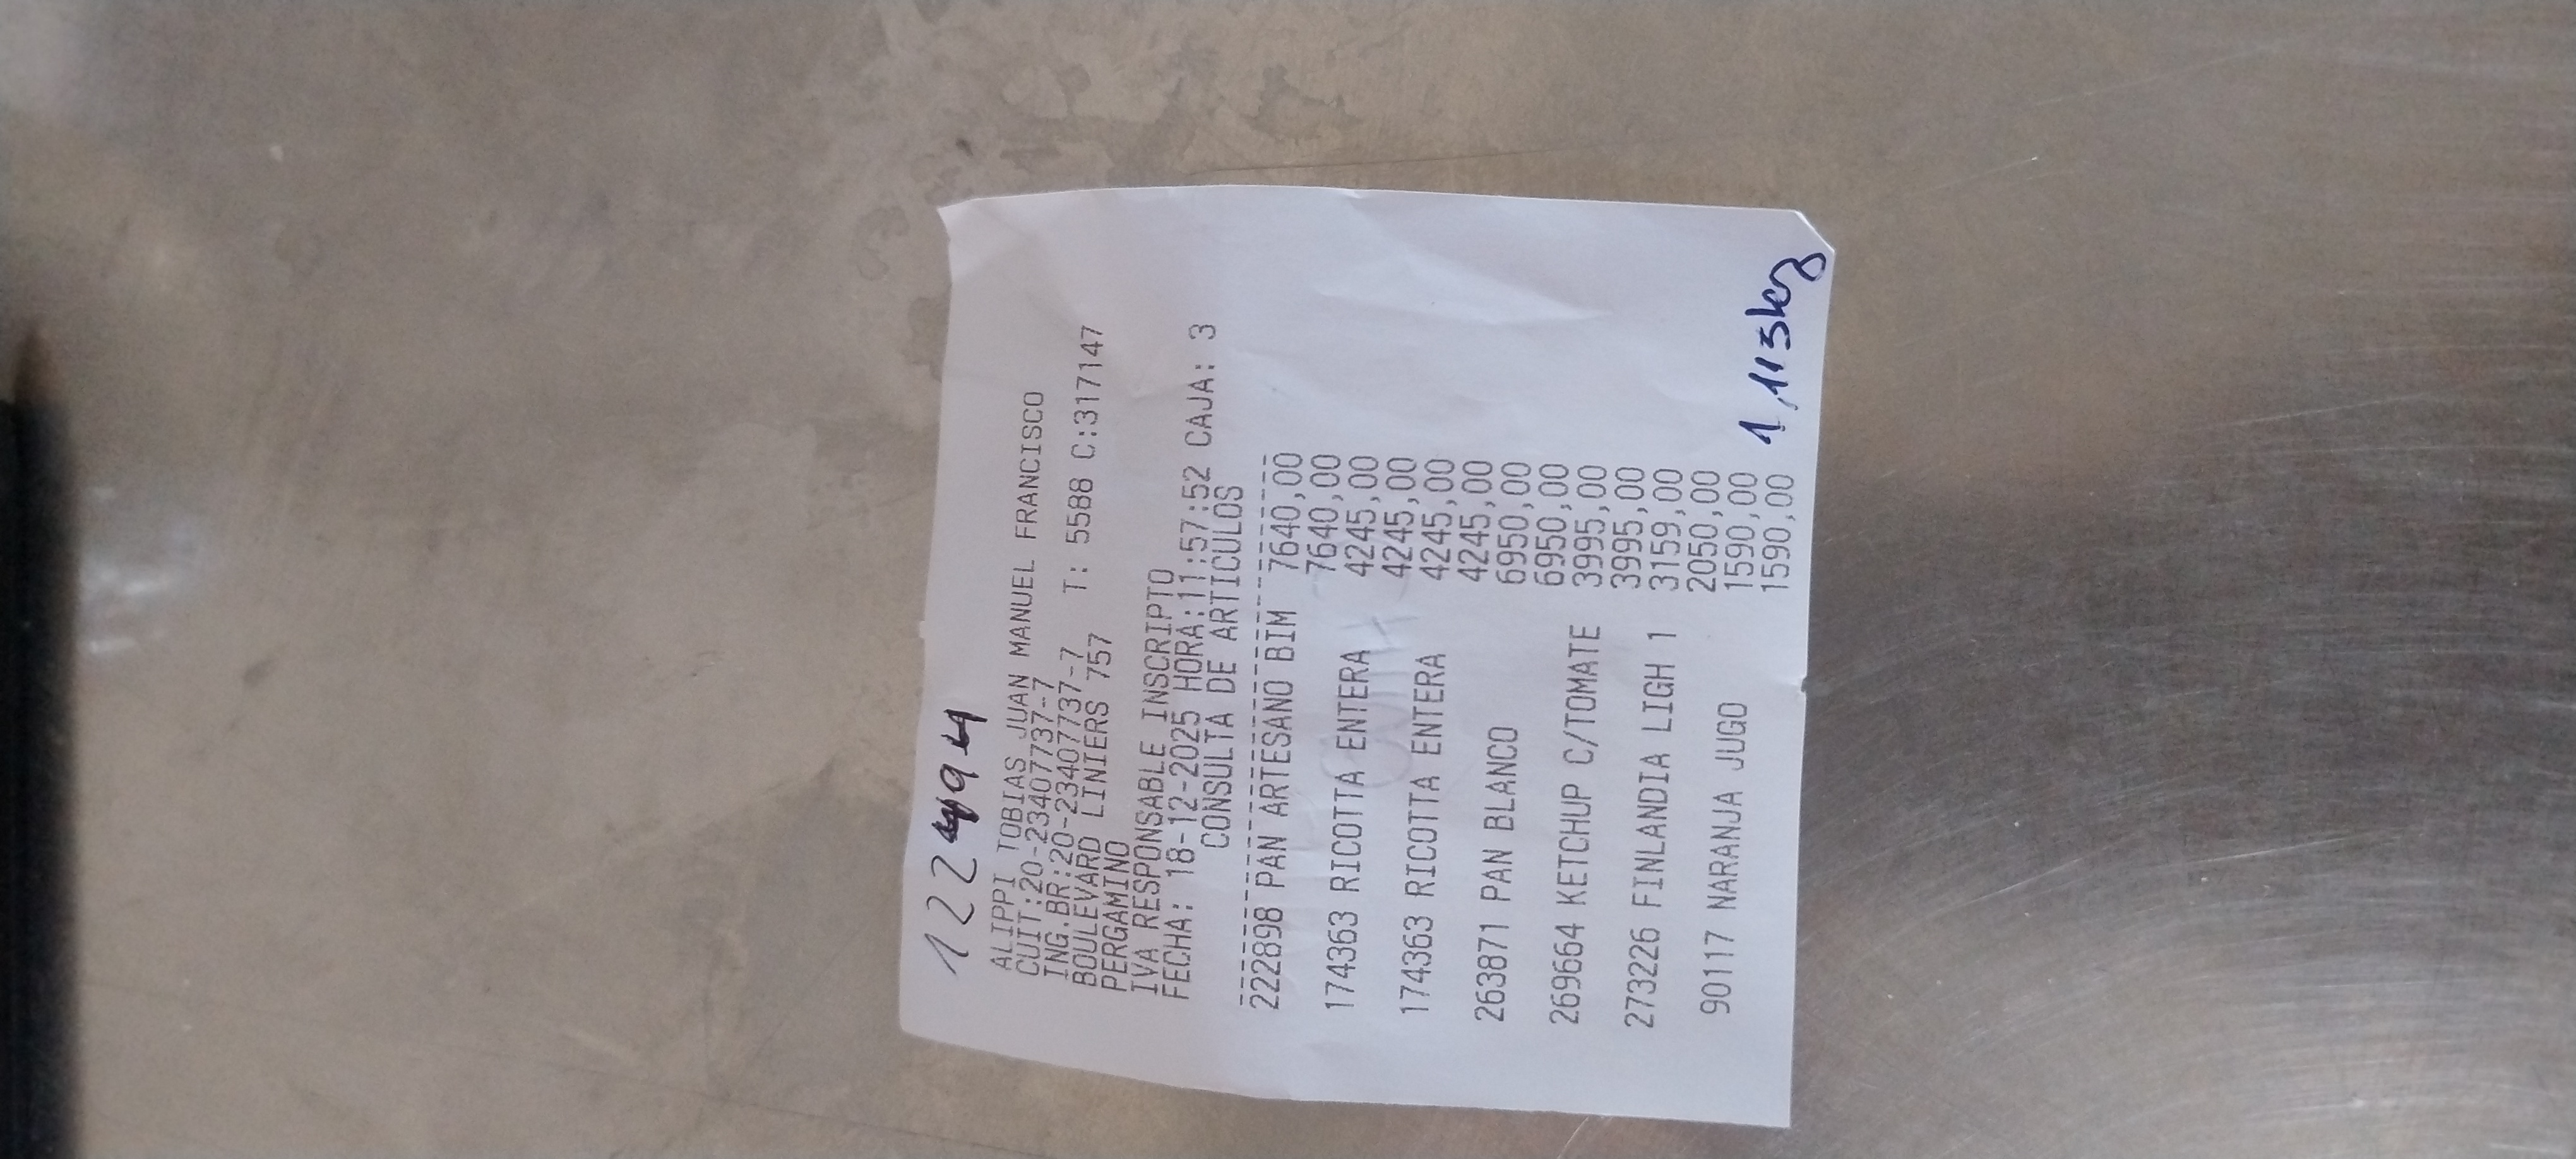 ALIPPI TOBIAS JUAN MANUEL FRANCISCO
CUIT:20-23407737-7
ING.BR:20-23407737-7
BOULEVARD LINIERS 757 T: 5588 C:317147
PERGAMINO
IVA RESPONSABLE INSCRIPTO
FECHA: 18-12-2025 HORA:11:57:52 CAJA: 3
CONSULTA DE ARTICULOS
222898 PAN ARTESANO BIM 7640,00
7640,00
174363 RICOTTA ENTERA 4245,00
4245,00
174363 RICOTTA ENTERA 4245,00
4245,00
263871 PAN BLANCO 6950,00
6950,00
269664 KETCHUP C/TOMATE 3995,00
3995,00
273226 FINLANDIA LIGH 1 3159,00
2050,00
90117 NARANJA JUGO 1590,00
1590,00